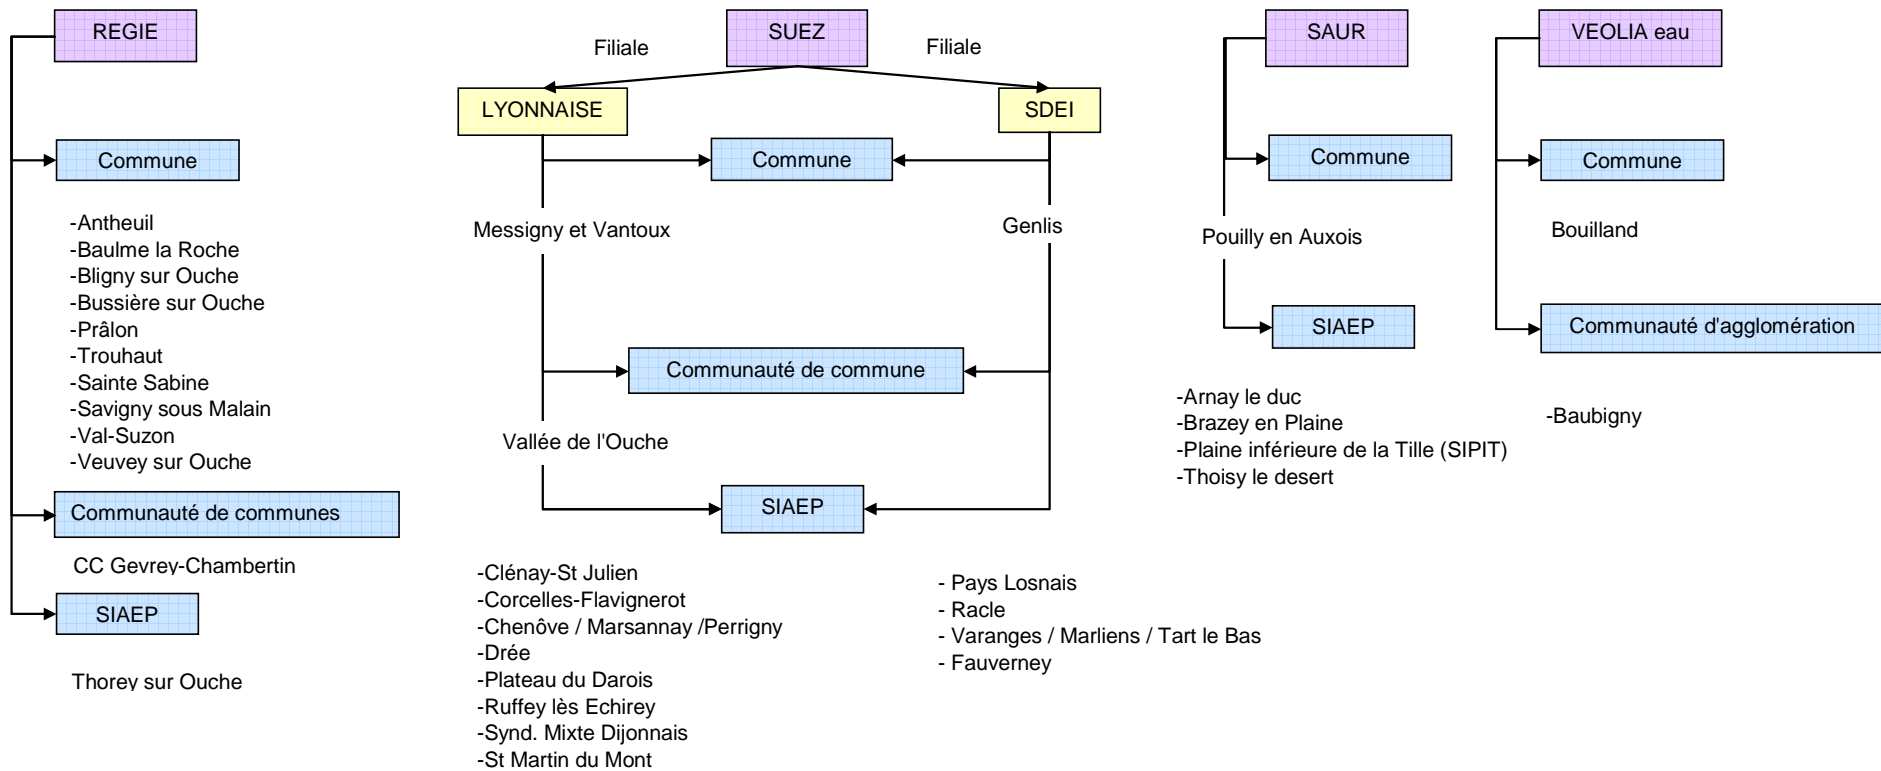 REGIE
Commune
-Antheuil
-Baulme la Roche
-Bligny sur Ouche
-Bussière sur Ouche
-Prâlon
-Trouhaut
-Sainte Sabine
-Savigny sous Malain
-Val-Suzon
-Veuvey sur Ouche
Communauté de communes
CC Gevrey-Chambertin
SIAEP
Thorey sur Ouche
SUEZ
Filiale
Filiale
LYONNAISE
SDEI
Commune
Messigny et Vantoux
Genlis
Communauté de commune
Vallée de l'Ouche
SIAEP
-Clénay-St Julien
-Corcelles-Flavignerot
-Chenôve / Marsannay /Perrigny
-Drée
-Plateau du Darois
-Ruffey lès Echirey
-Synd. Mixte Dijonnais
-St Martin du Mont
- Pays Losnais
- Racle
- Varanges / Marliens / Tart le Bas
- Fauverney
SAUR
Commune
Pouilly en Auxois
SIAEP
-Arnay le duc
-Brazey en Plaine
-Plaine inférieure de la Tille (SIPIT)
-Thoisy le desert
VEOLIA eau
Commune
Bouilland
Communauté d'agglomération
-Baubigny